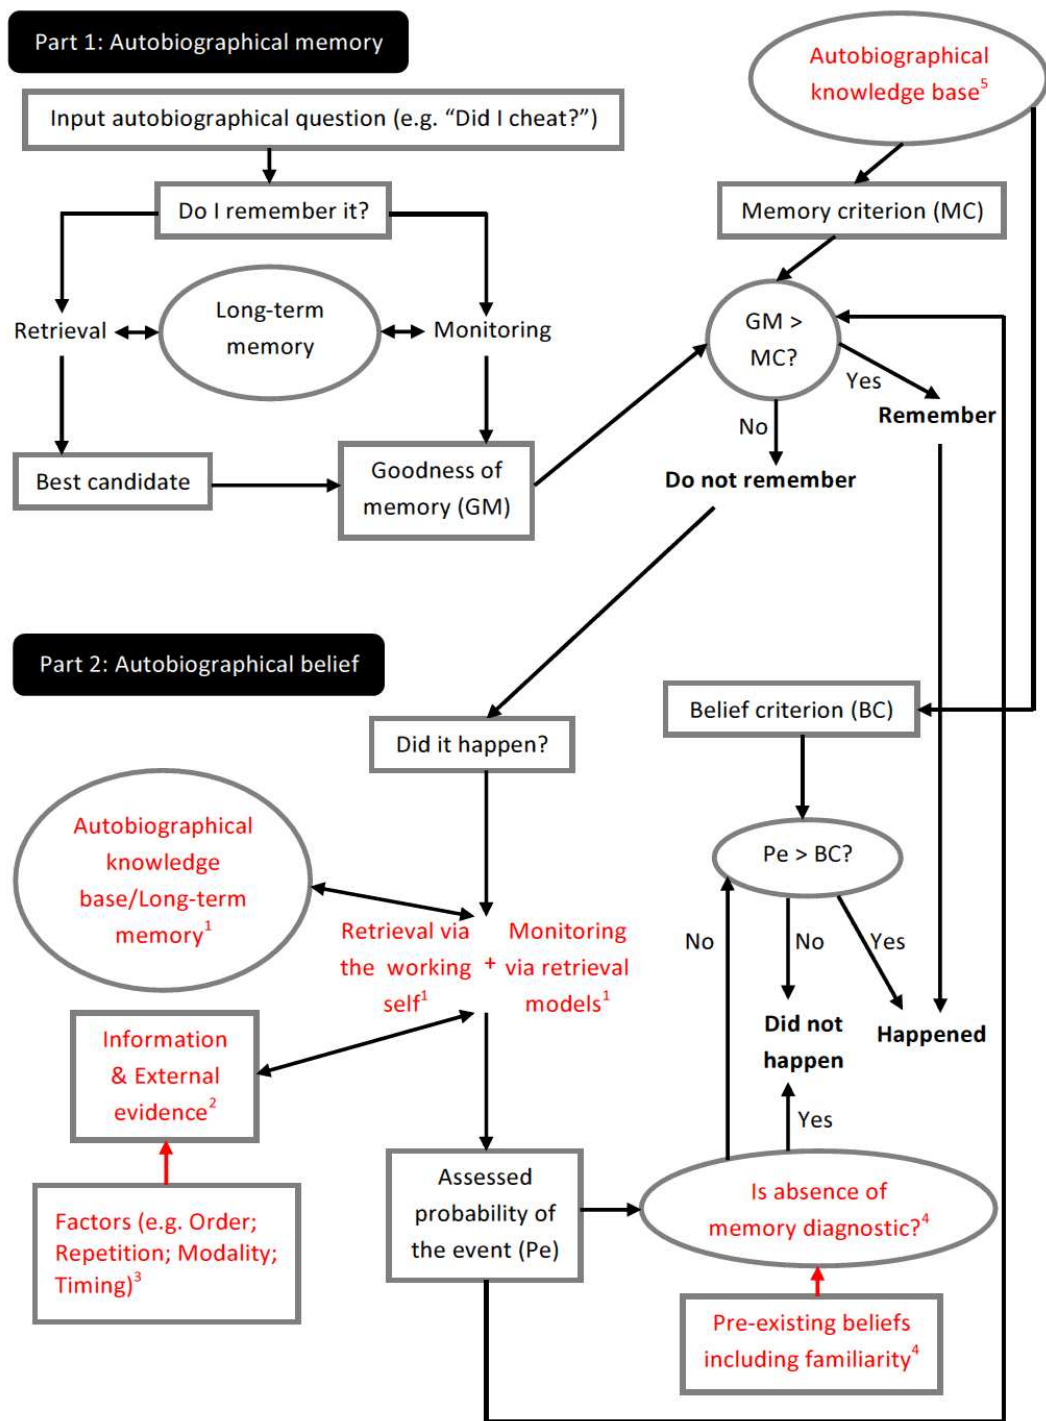 Part 1: Autobiographical memory
Autobiographical
knowledge base⁵
Input autobiographical question (e.g. “Did I cheat?”)
Do I remember it?
Memory criterion (MC)
Long-term
memory
Retrieval
Monitoring
GM >
MC?
Yes
Remember
No
Do not remember
Best candidate
Goodness of
memory (GM)
Part 2: Autobiographical belief
Belief criterion (BC)
Did it happen?
Autobiographical
knowledge
base/Long-term
memory¹
Pe > BC?
Retrieval via
the working
self¹
+
Monitoring
via retrieval
models¹
No
No
Yes
Did not
happen
Happened
Information
& External
evidence²
Yes
Assessed
probability of
the event (Pe)
Is absence of
memory diagnostic?⁴
Factors (e.g. Order;
Repetition; Modality;
Timing)³
Pre-existing beliefs
including familiarity⁴